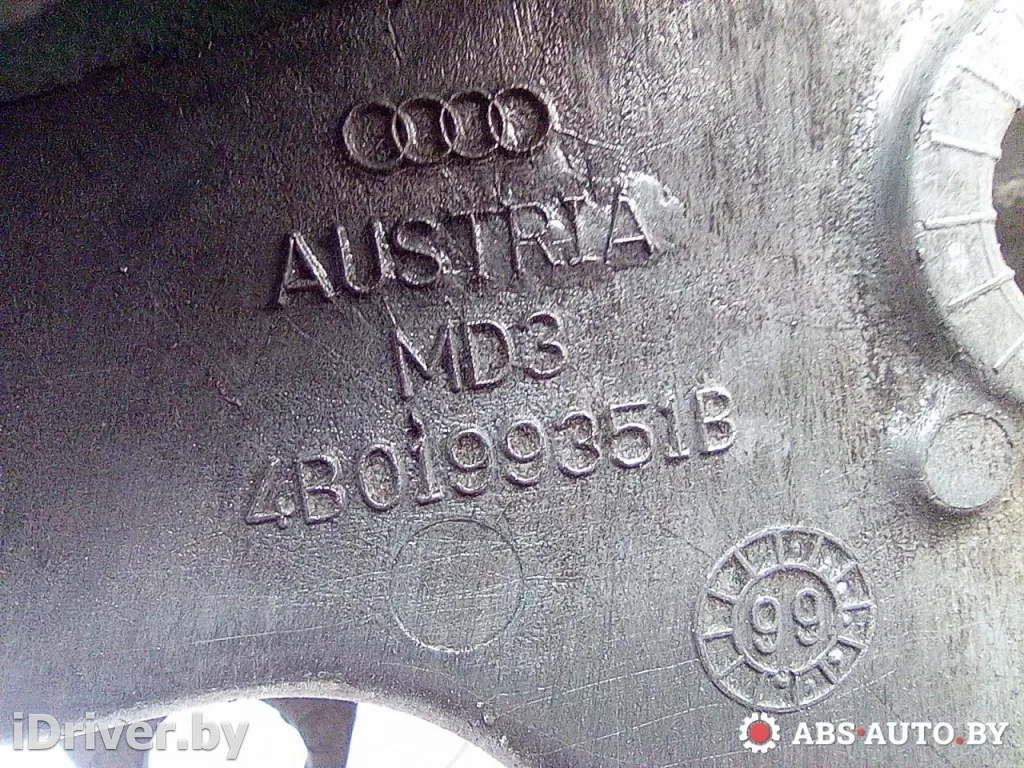 AUSTRIA
MD3
4B0199351B
99
iDriver.by
ABS-AUTO.BY